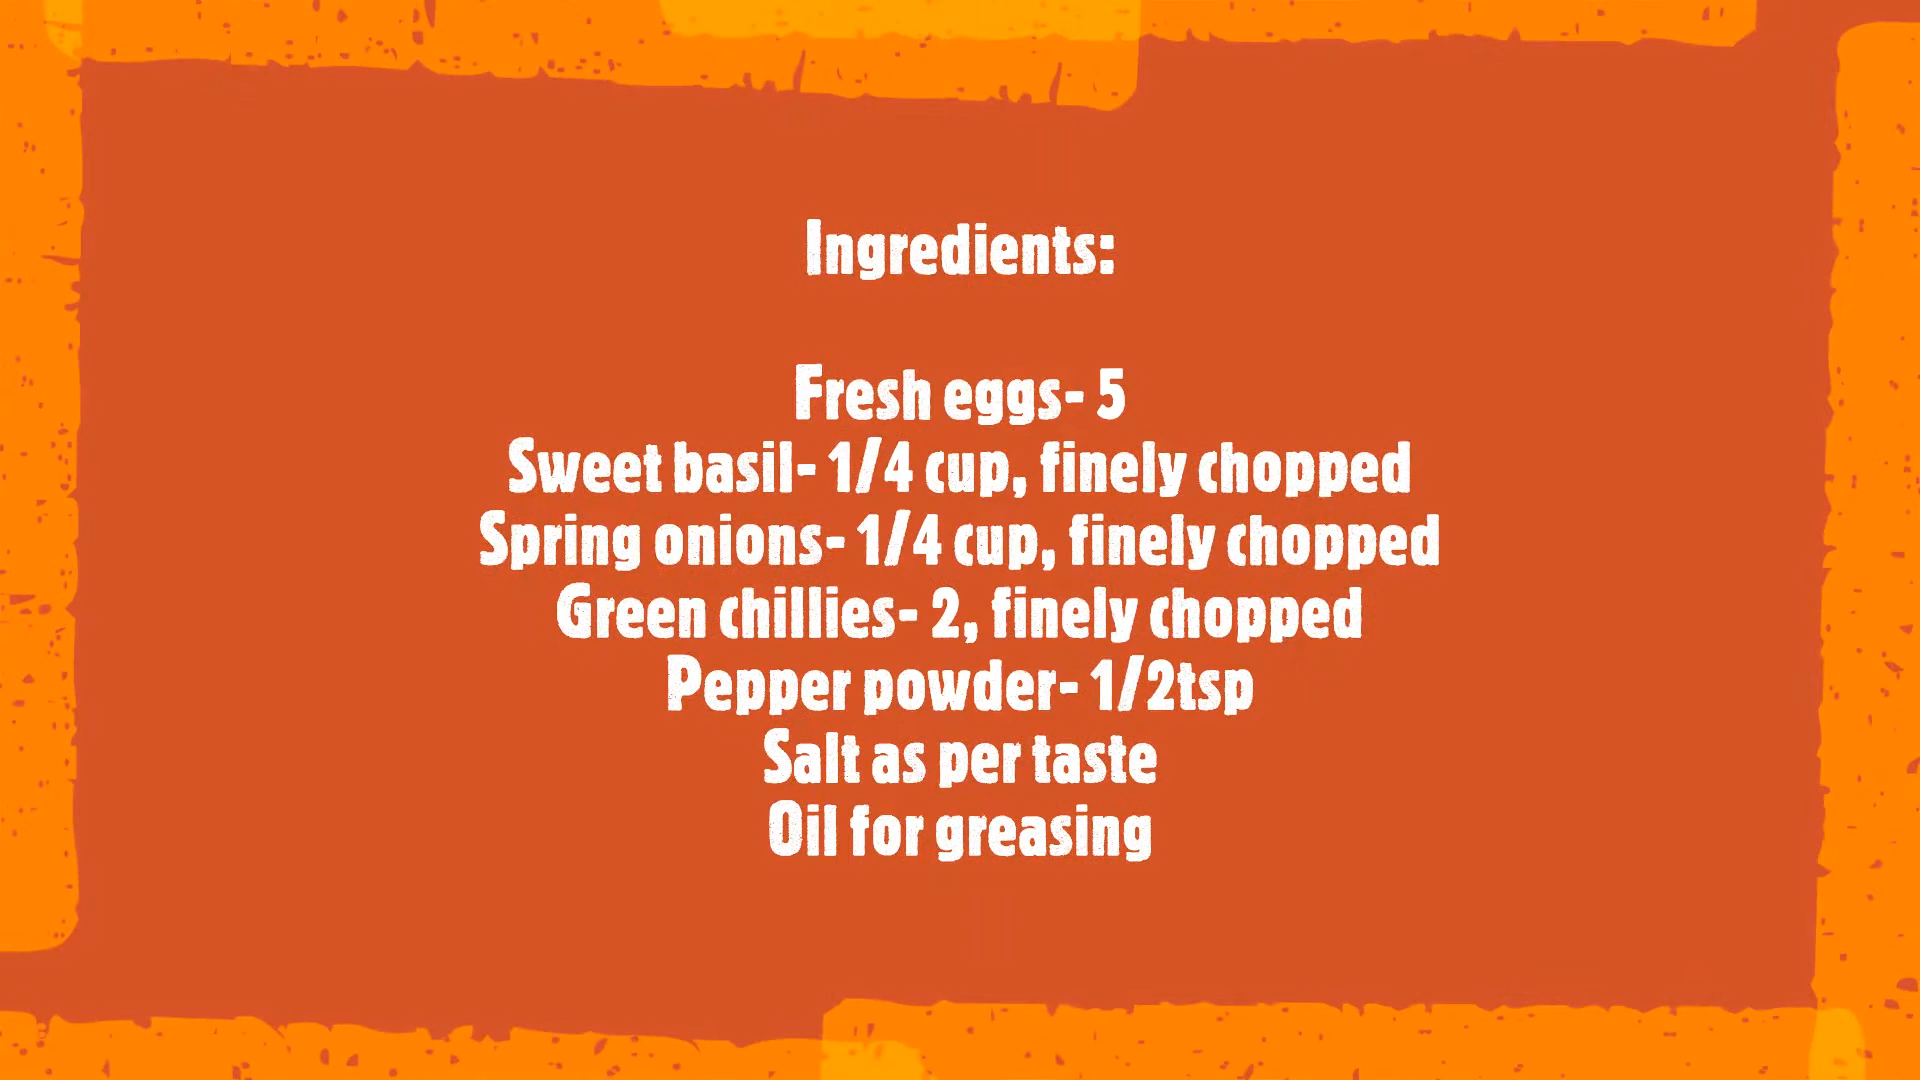 Ingredients:
Fresh eggs- 5
Sweet basil- 1/4 cup, finely chopped
Spring onions- 1/4 cup, finely chopped
Green chillies- 2, finely chopped
Pepper powder- 1/2tsp
Salt as per taste
Oil for greasing